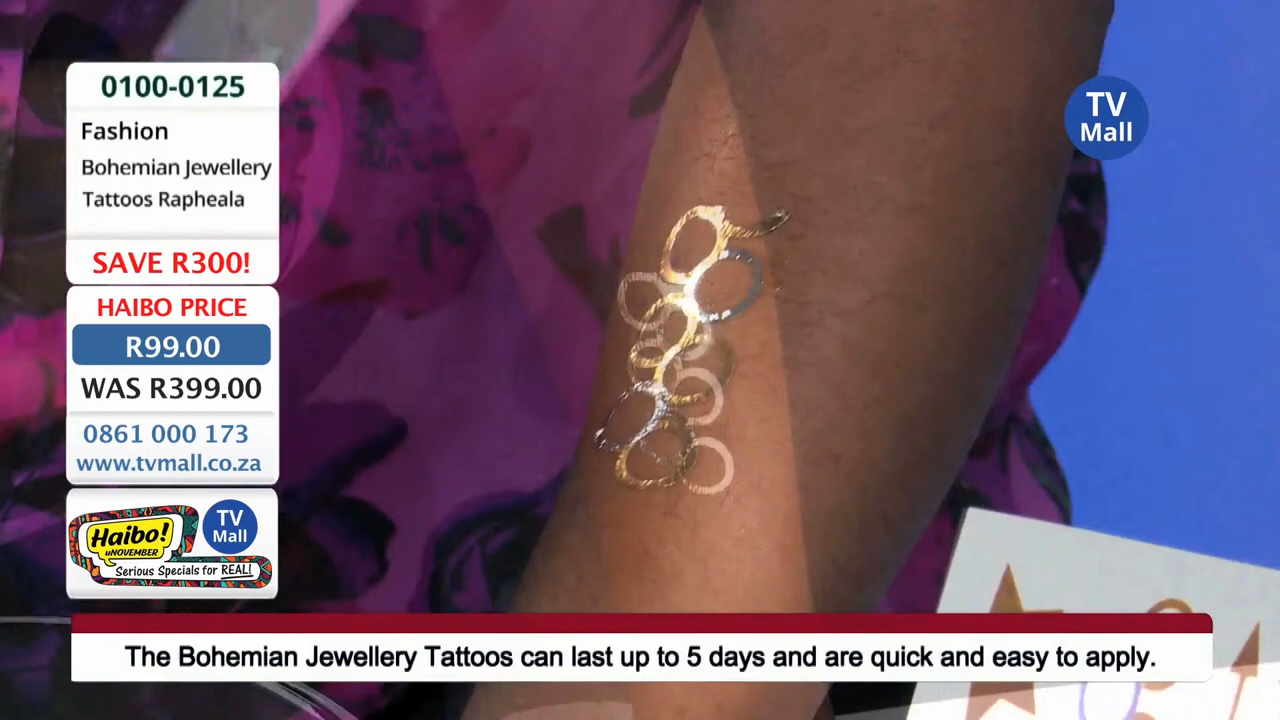 0100-0125
Fashion
Bohemian Jewellery
Tattoos Rapheala
SAVE R300!
HAIBO PRICE
R99.00
WAS R399.00
0861 000 173
www.tvmall.co.za
Haibo!
uNOVEMBER
Serious Specials for REAL!
TV
Mall
TV
Mall
The Bohemian Jewellery Tattoos can last up to 5 days and are quick and easy to apply.